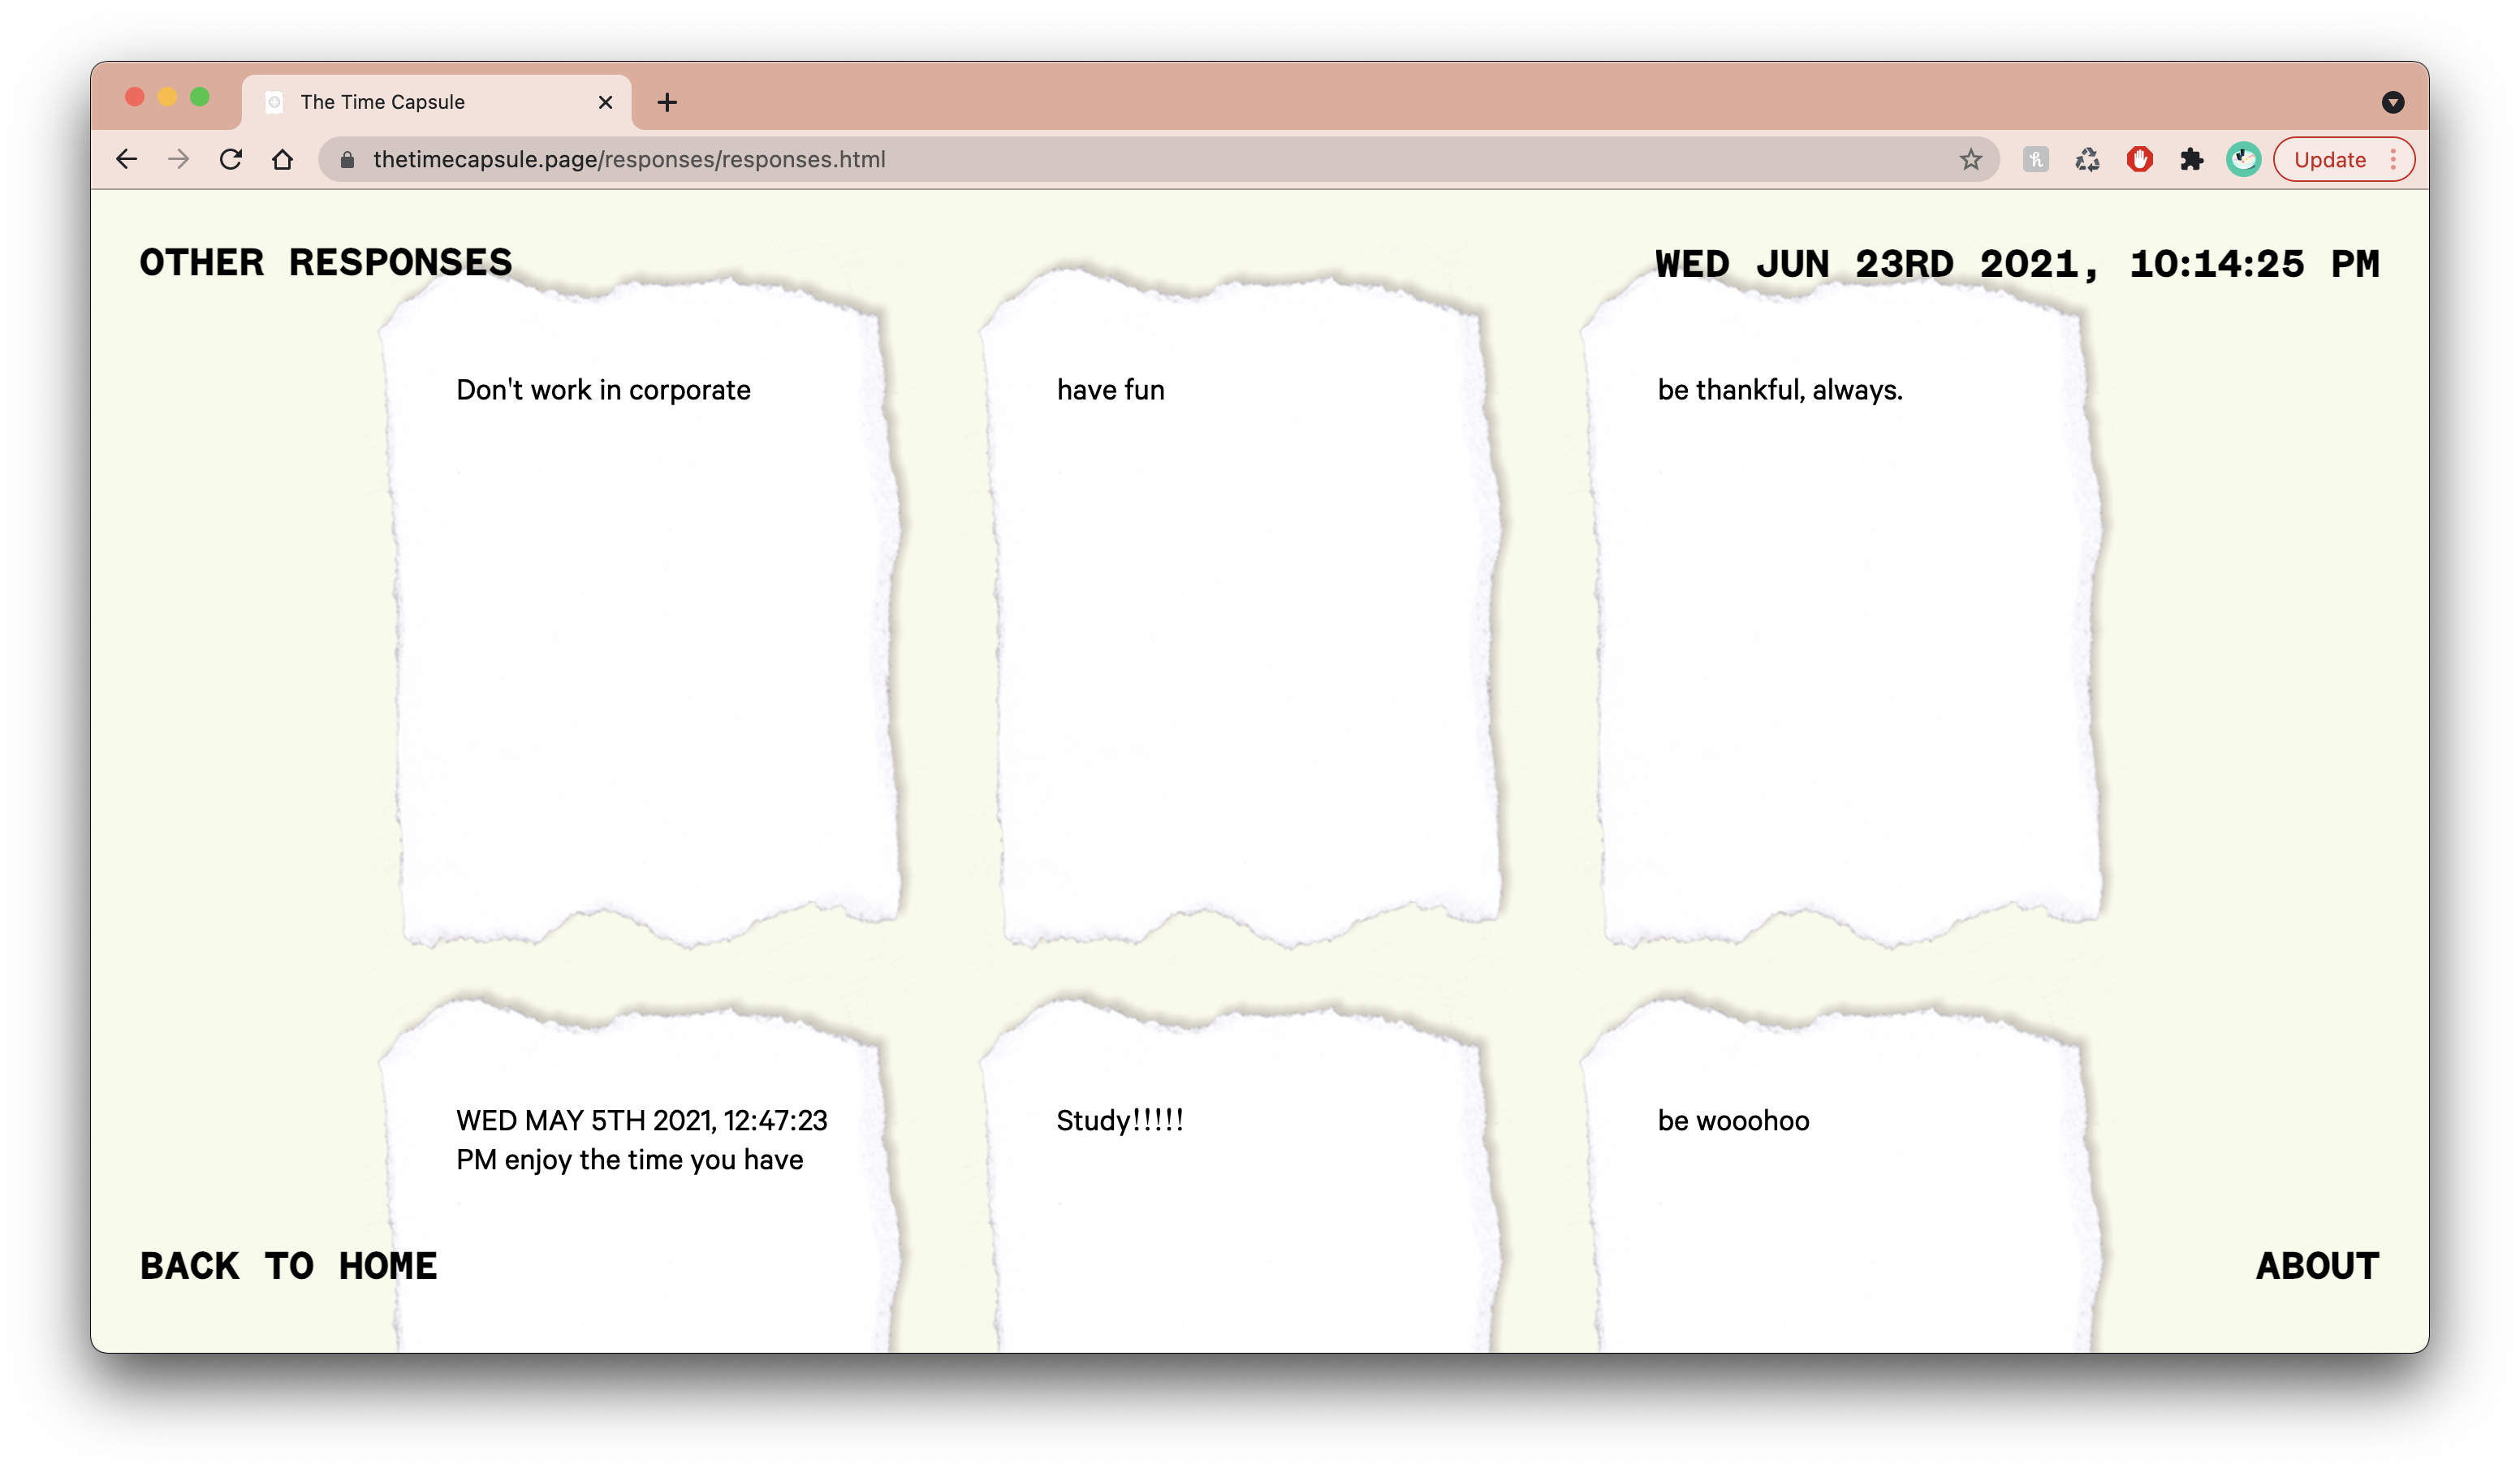 The Time Capsule
thetimecapsule.page/responses/responses.html
Update
OTHER RESPONSES
WED JUN 23RD 2021, 10:14:25 PM
Don't work in corporate
have fun
be thankful, always.
WED MAY 5TH 2021, 12:47:23
PM enjoy the time you have
Study!!!!!
be wooohoo
BACK TO HOME
ABOUT